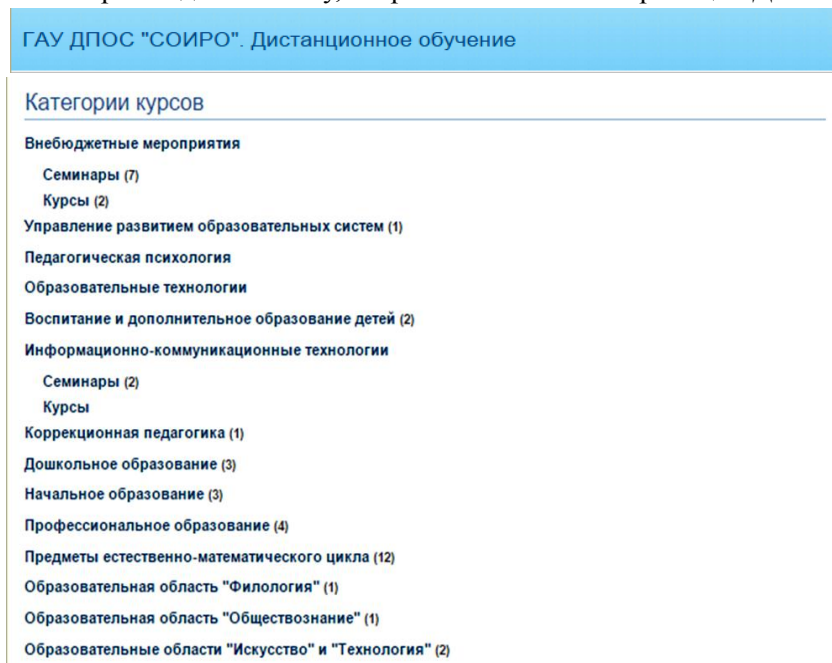 ГАУ ДПОС "СОИРО". Дистанционное обучение
Категории курсов
Внебюджетные мероприятия
Семинары (7)
Курсы (2)
Управление развитием образовательных систем (1)
Педагогическая психология
Образовательные технологии
Воспитание и дополнительное образование детей (2)
Информационно-коммуникационные технологии
Семинары (2)
Курсы
Коррекционная педагогика (1)
Дошкольное образование (3)
Начальное образование (3)
Профессиональное образование (4)
Предметы естественно-математического цикла (12)
Образовательная область "Филология" (1)
Образовательная область "Обществознание" (1)
Образовательные области "Искусство" и "Технология" (2)